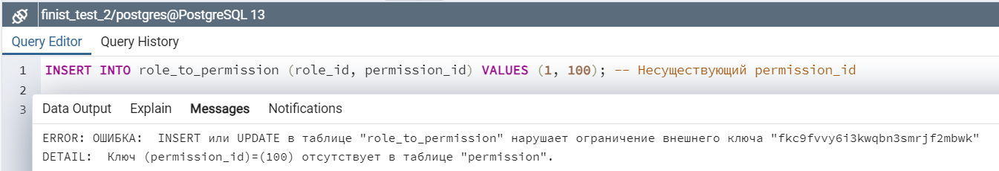 finist_test_2/postgres@PostgreSQL 13
Query Editor Query History
1 INSERT INTO role_to_permission (role_id, permission_id) VALUES (1, 100); -- Несуществующий permission_id
2
3
Data Output Explain Messages Notifications
ERROR: ОШИБКА:  INSERT или UPDATE в таблице "role_to_permission" нарушает ограничение внешнего ключа "fkc9fvvy6i3kwqbn3smrjf2mbwk"
DETAIL:  Ключ (permission_id)=(100) отсутствует в таблице "permission".